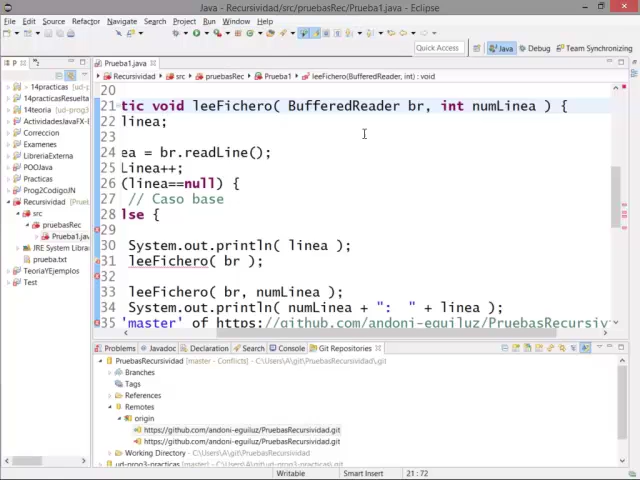 Java - Recursividad/src/pruebasRec/Prueba1.java - Eclipse
File Edit Source Refactor Navigate Search Project Run Window Help
Quick Access
Java
Debug
Team Synchronizing
P
> 14practicas
14practicasResuelta
14teoria [ud-prog3
ActividadesJavaFX-I
Correccion
Examenes
LibreriaExterna
POOJava
Practicas
Prog2CodigoJN
Recursividad [Java
src
pruebasRec
Prueba1.jav
JRE System Librar
prueba.txt
TeoriaYEjemplos
Test
Prueba1.java
Recursividad src pruebasRec Prueba1 leeFichero(BufferedReader, int) : void
20
21 tic void leeFichero( BufferedReader br, int numLinea ) {
22 linea;
23
24 ea = br.readLine();
25 Linea++;
26 (linea==null) {
27 // Caso base
28 lse {
29
30 System.out.println( linea );
31 leeFichero( br );
32
33 leeFichero( br, numLinea );
34 System.out.println( numLinea + ": " + linea );
35 'master' of https://github.com/andoni-eguiluz/PruebasRecursiv
Problems Javadoc Declaration Search Console Git Repositories
PruebasRecursividad [master - Conflicts] - C:\Users\A\git\PruebasRecursividad\.git
Branches
Tags
References
Remotes
origin
https://github.com/andoni-eguiluz/PruebasRecursividad.git
https://github.com/andoni-eguiluz/PruebasRecursividad.git
Working Directory - C:\Users\A\git\PruebasRecursividad
Writable
Smart Insert
21 : 72